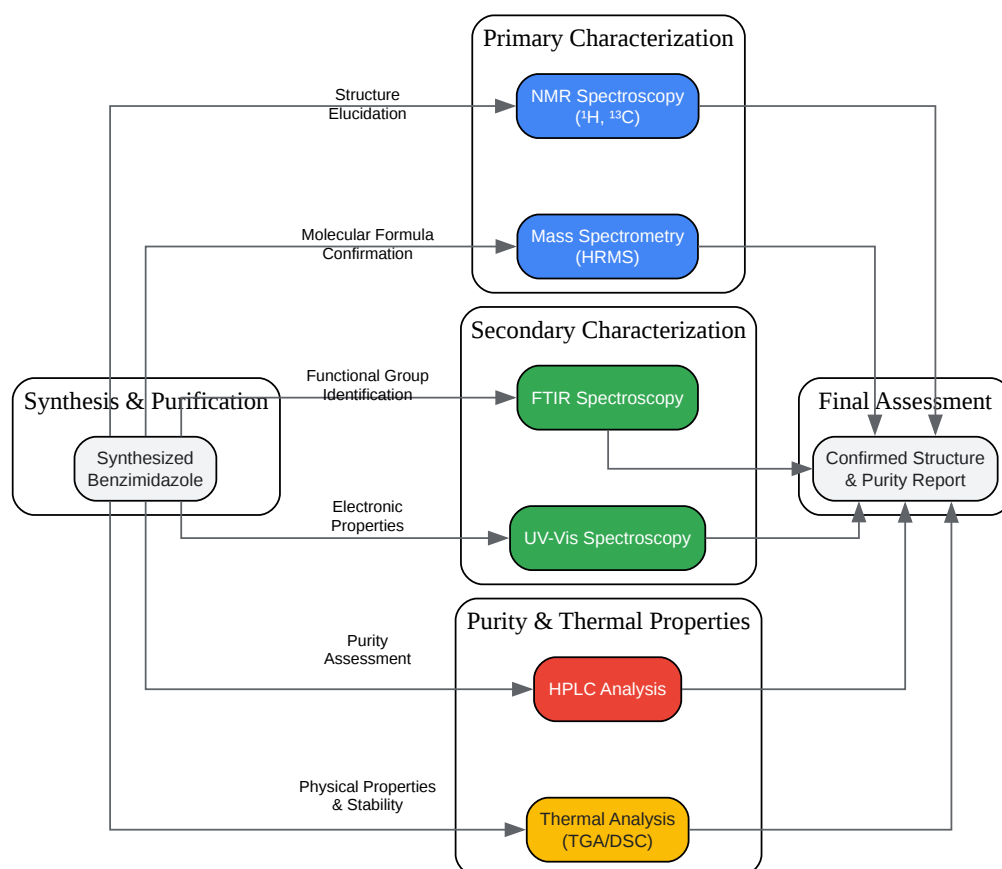 Primary Characterization
Structure
Elucidation
NMR Spectroscopy
(¹H, ¹³C)
Molecular Formula
Confirmation
Mass Spectrometry
(HRMS)
Secondary Characterization
Functional Group
Identification
FTIR Spectroscopy
Synthesis & Purification
Synthesized
Benzimidazole
Final Assessment
Confirmed Structure
& Purity Report
Electronic
Properties
UV-Vis Spectroscopy
Purity & Thermal Properties
Purity
Assessment
HPLC Analysis
Physical Properties
& Stability
Thermal Analysis
(TGA/DSC)